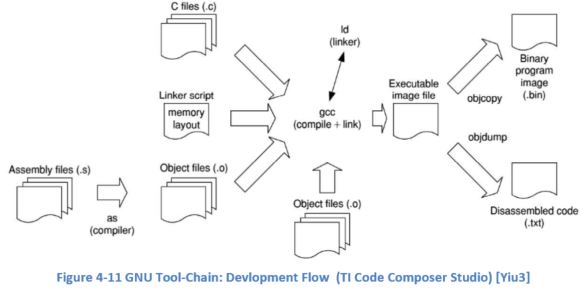 C files (.c)
ld
(linker)
Linker script
memory
layout
gcc
(compile + link)
Executable
image file
objcopy
Binary
program
image
(.bin)
objdump
Assembly files (.s)
as
(compiler)
Object files (.o)
Object files (.o)
Disassembled code
(.txt)
Figure 4-11 GNU Tool-Chain: Devlopment Flow (TI Code Composer Studio) [Yiu3]